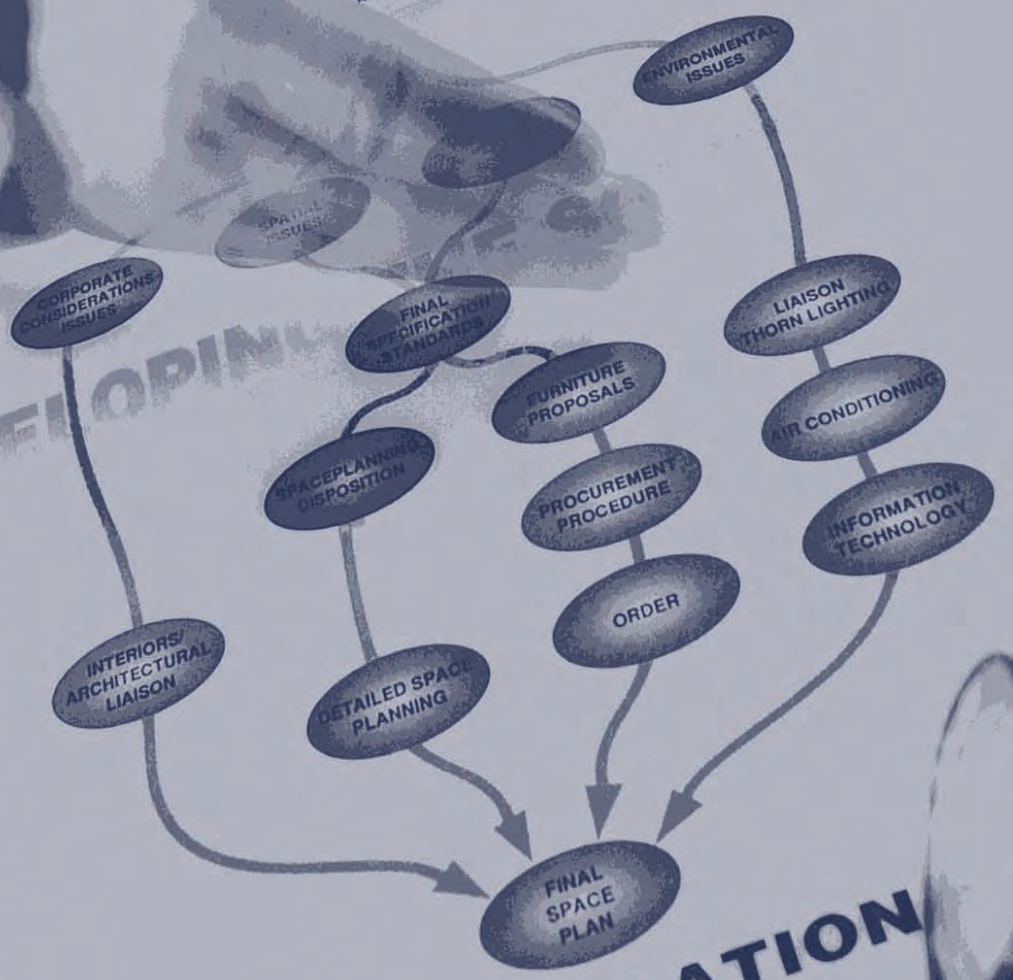 ENVIRONMENTAL
ISSUES
SPATIAL
ISSUES
CORPORATE
CONSIDERATIONS
ISSUES
FINAL
SPECIFICATION
STANDARDS
LIAISON
THORN LIGHTING
FURNITURE
PROPOSALS
AIR CONDITIONING
SPACEPLANNING
DISPOSITION
PROCUREMENT
PROCEDURE
INFORMATION
TECHNOLOGY
ORDER
INTERIORS/
ARCHITECTURAL
LIAISON
DETAILED SPACE
PLANNING
FINAL
SPACE
PLAN
ATION